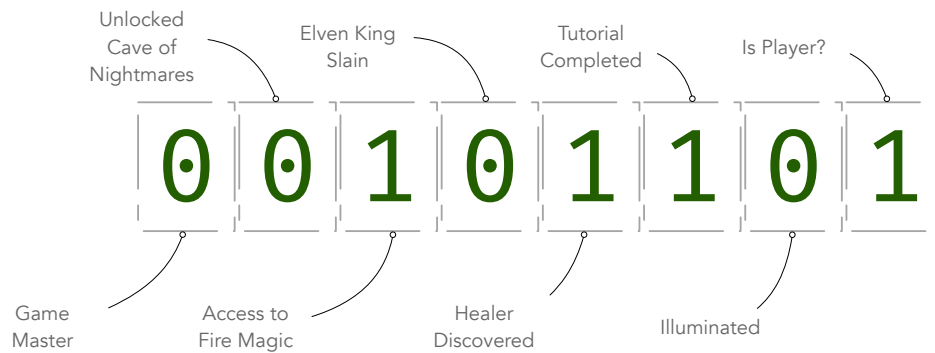 Unlocked
Cave of
Nightmares
Elven King
Slain
Tutorial
Completed
Is Player?
0 0 1 0 1 1 0 1
Game
Master
Access to
Fire Magic
Healer
Discovered
Illuminated